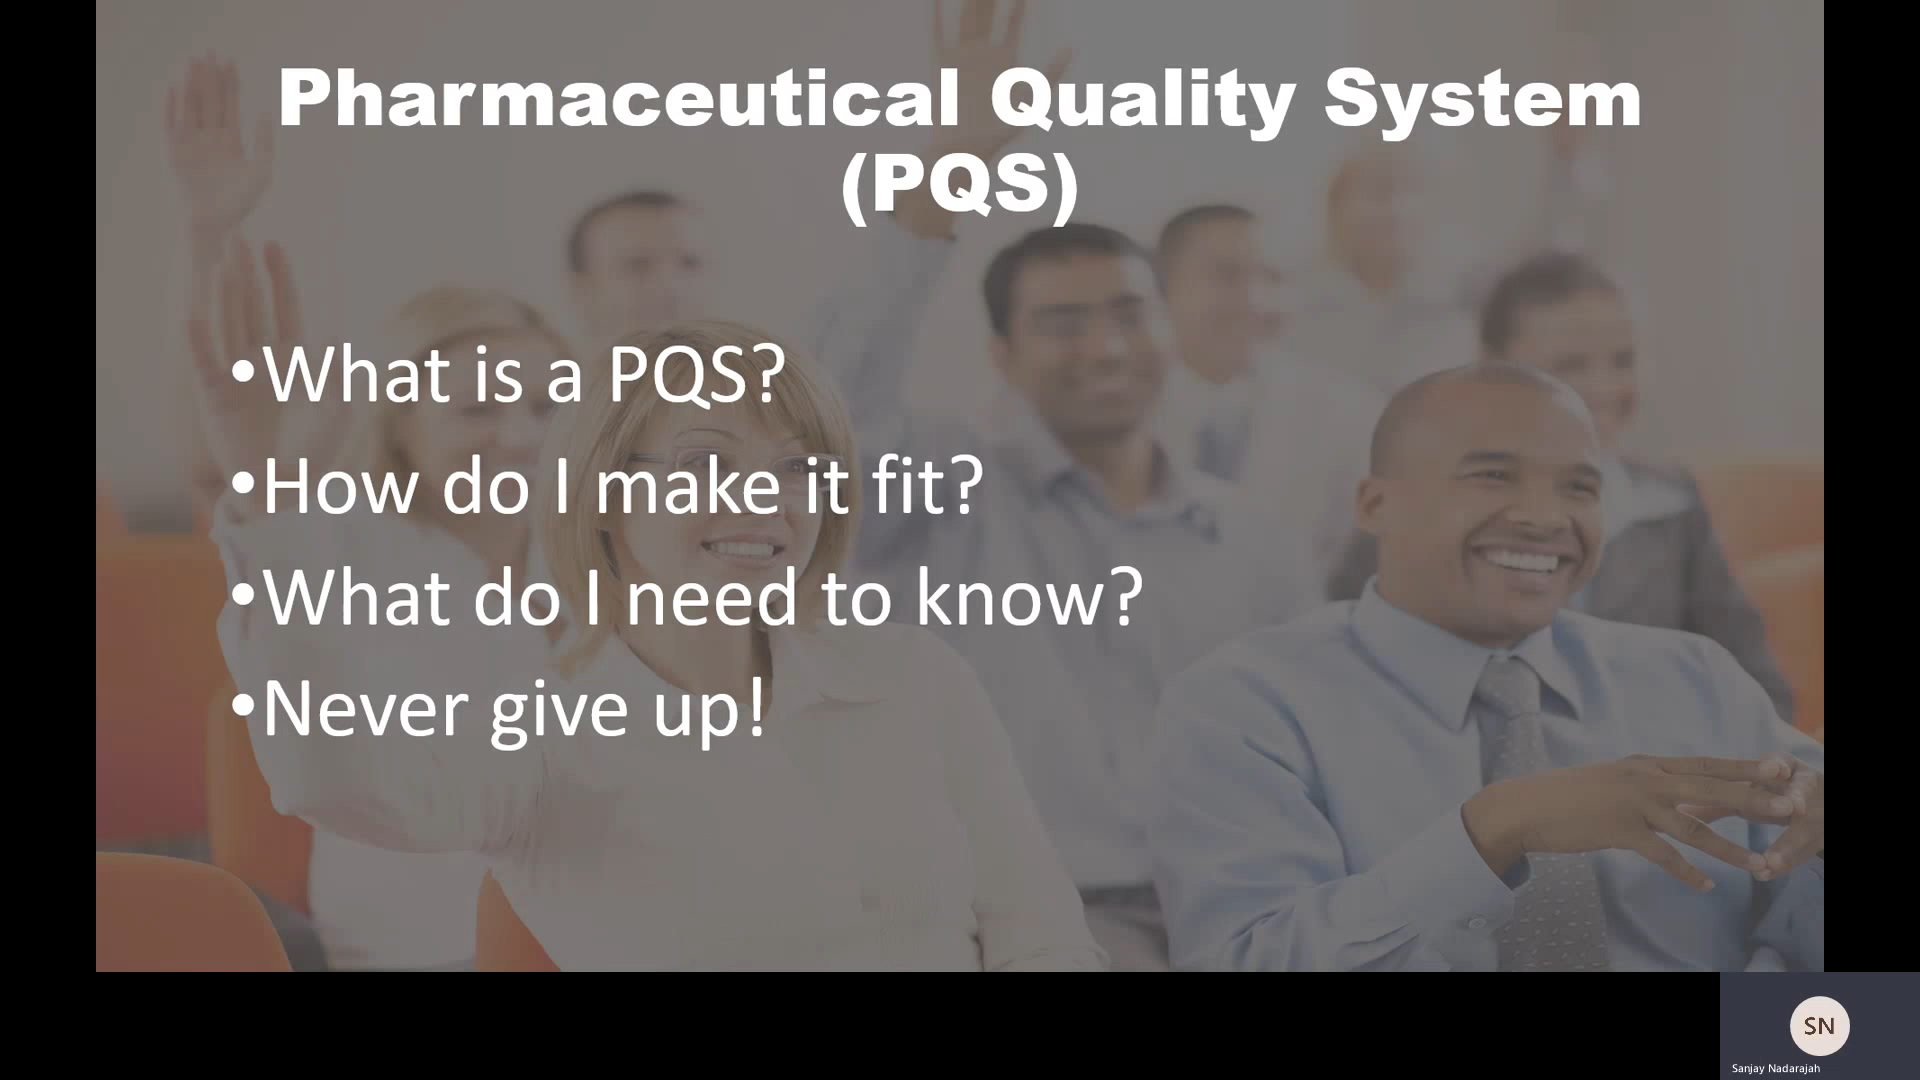 Pharmaceutical Quality System
(PQS)
•What is a PQS?
•How do I make it fit?
•What do I need to know?
•Never give up!
SN
Sanjay Nadarajah